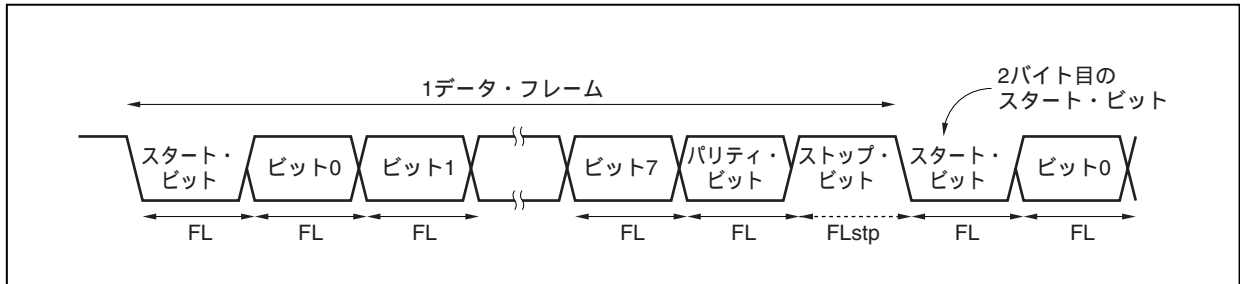 1データ・フレーム
2バイト目の
スタート・ビット
スタート・
ビット
ビット0
ビット1
ビット7
パリティ・
ビット
ストップ・
ビット
スタート・
ビット
ビット0
FL
FL
FL
FL
FL
FLstp
FL
FL